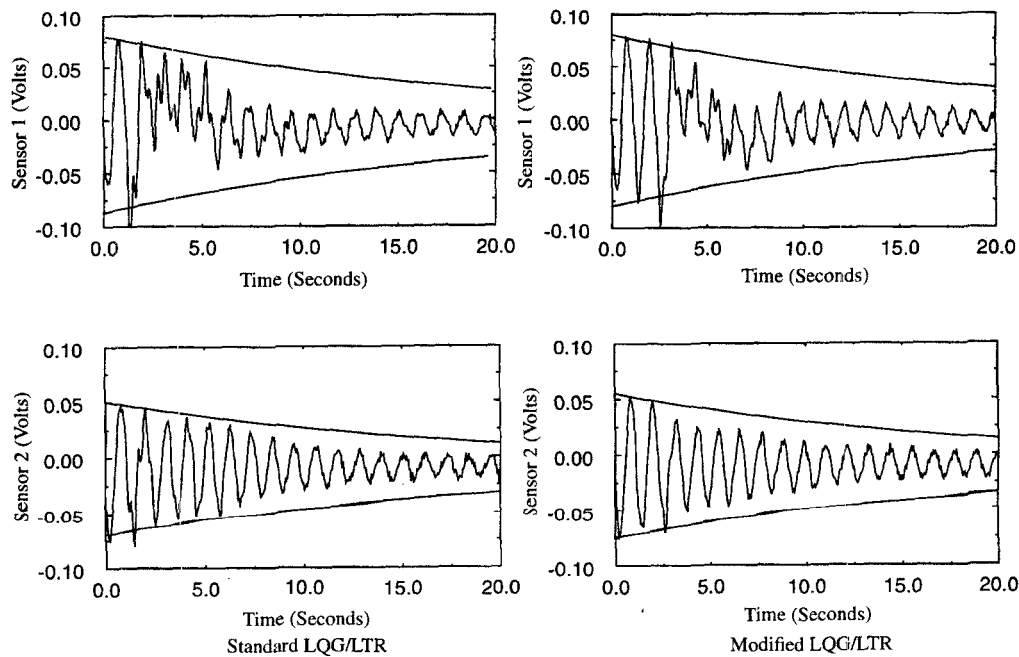 0.10
0.05
0.00
-0.05
-0.10
Sensor 1 (Volts)
0.0 5.0 10.0 15.0 20.0
Time (Seconds)
0.10
0.05
0.00
-0.05
-0.10
Sensor 1 (Volts)
0.0 5.0 10.0 15.0 20.0
Time (Seconds)
0.10
0.05
0.00
-0.05
-0.10
Sensor 2 (Volts)
0.0 5.0 10.0 15.0 20.0
Time (Seconds)
Standard LQG/LTR
0.10
0.05
0.00
-0.05
-0.10
Sensor 2 (Volts)
0.0 5.0 10.0 15.0 20.0
Time (Seconds)
Modified LQG/LTR